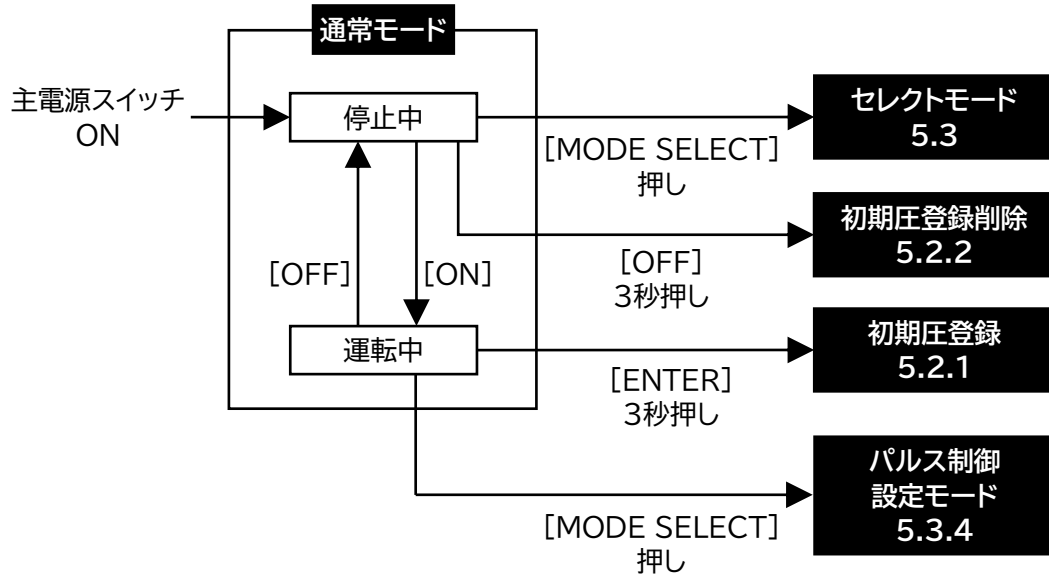 通常モード
主電源スイッチ
ON
停止中
[MODE SELECT]
押し
セレクトモード
5.3
[OFF]
[ON]
[OFF]
3秒押し
初期圧登録削除
5.2.2
運転中
[ENTER]
3秒押し
初期圧登録
5.2.1
[MODE SELECT]
押し
パルス制御
設定モード
5.3.4